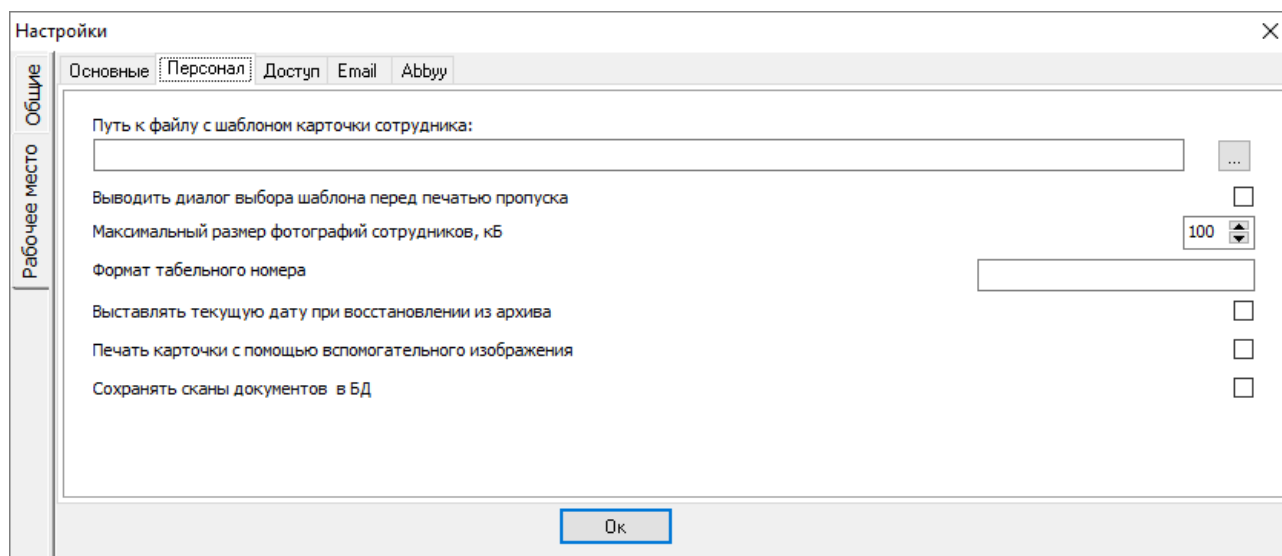 Настройки
Общие
Рабочее место
Основные Персонал Доступ Email Abbyy
Путь к файлу с шаблоном карточки сотрудника:
...
Выводить диалог выбора шаблона перед печатью пропуска
Максимальный размер фотографий сотрудников, кБ 100
Формат табельного номера
Выставлять текущую дату при восстановлении из архива
Печать карточки с помощью вспомогательного изображения
Сохранять сканы документов в БД
Ок